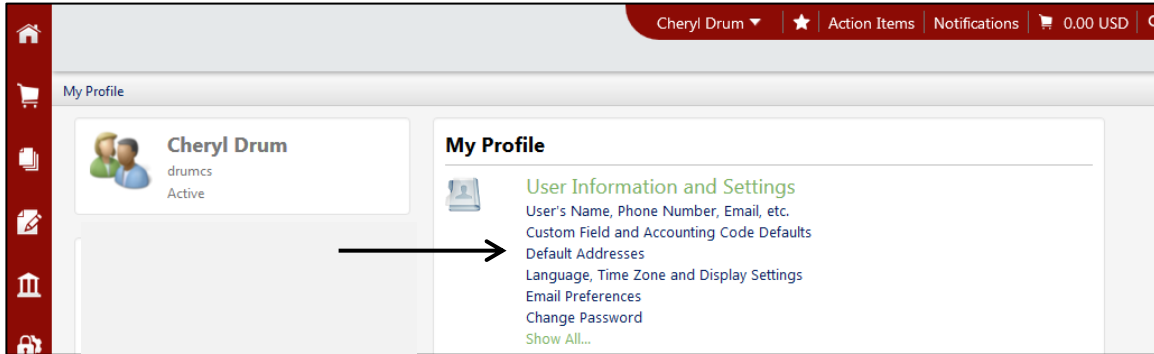 Cheryl Drum ▼ ★ Action Items Notifications 0.00 USD
My Profile
Cheryl Drum
drumcs
Active
My Profile
User Information and Settings
User's Name, Phone Number, Email, etc.
Custom Field and Accounting Code Defaults
Default Addresses
Language, Time Zone and Display Settings
Email Preferences
Change Password
Show All...